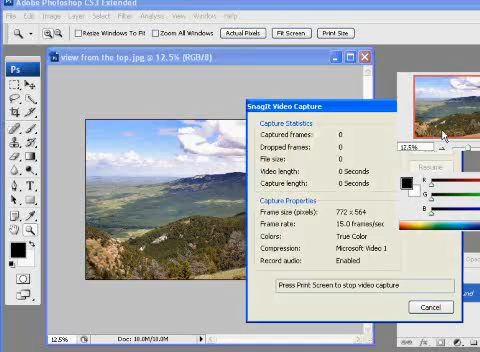 Adobe Photoshop CS3 Extended
File Edit Image Layer Select Filter Analysis View Window Help
Resize Windows To Fit Zoom All Windows Actual Pixels Fit Screen Print Size
Ps
view from the top.jpg @ 12.5% (RGB/8)
SnagIt Video Capture
Capture Statistics
Captured frames: 0
Dropped frames: 0
File size: 0
Video length: 0 Seconds
Capture length: 0 Seconds
Capture Properties
Frame size (pixels): 772 x 564
Frame rate: 15.0 frames/sec
Colors: True Color
Compression: Microsoft Video 1
Record audio: Enabled
Press Print Screen to stop video capture
Cancel
12.5%
Resume
R
G
B
12.5% Doc: 18.0M/18.0M